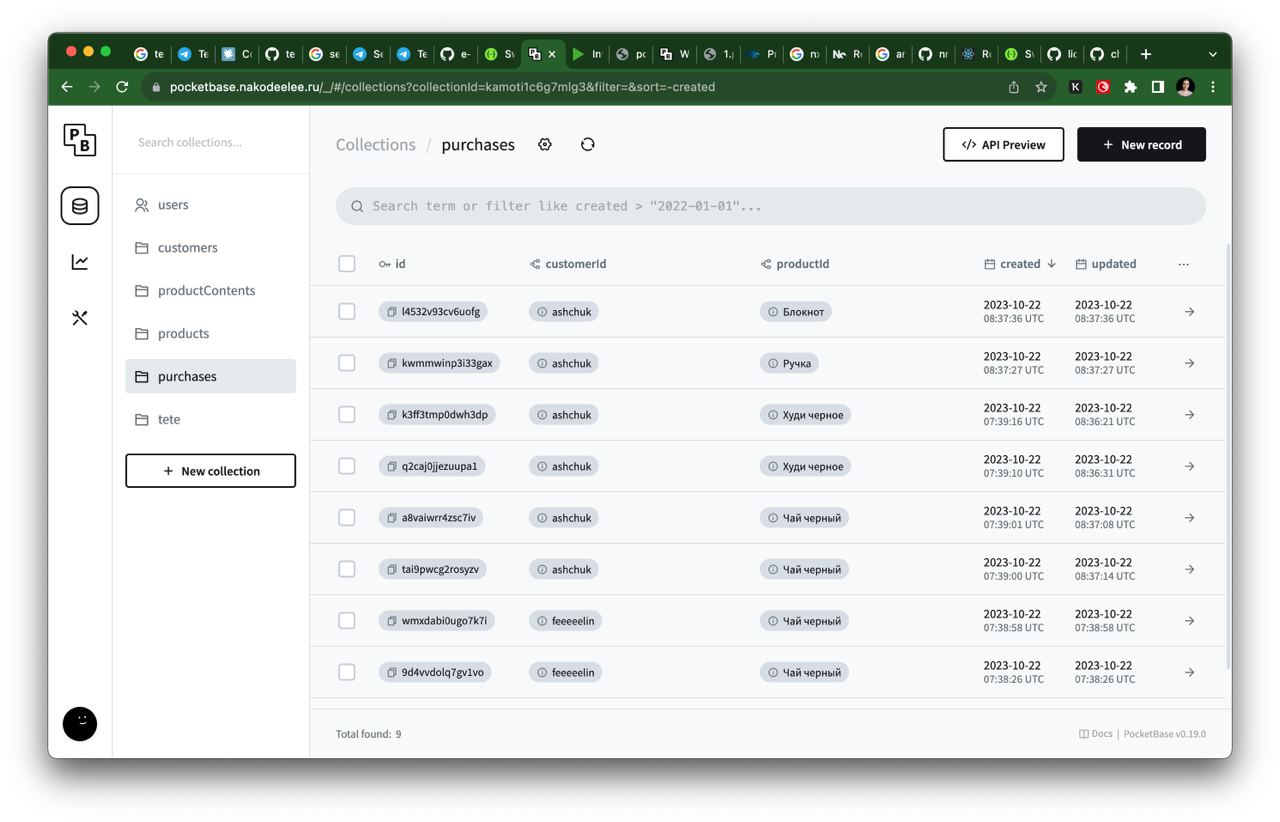 te
Te
te
se
Te
e-
In
W
1.j
pocketbase.nakodeelee.ru/_/#/collections?collectionId=kamoti1c6g7mlg3&filter=&sort=-created
K
P B
Search collections...
users
customers
productContents
products
purchases
tete
+ New collection
Collections / purchases
</> API Preview
+ New record
Search term or filter like created > "2022-01-01"...
id customerId productId created updated ...
l4532v93cv6uofg ashchuk Блокнот 2023-10-22 2023-10-22
08:37:36 UTC 08:37:36 UTC
kwmmwinp3i33gax ashchuk Ручка 2023-10-22 2023-10-22
08:37:27 UTC 08:37:27 UTC
k3ff3tmp0dwh3dp ashchuk Худи черное 2023-10-22 2023-10-22
07:39:16 UTC 08:36:21 UTC
q2caj0jjezuupa1 ashchuk Худи черное 2023-10-22 2023-10-22
07:39:10 UTC 08:36:31 UTC
a8vaiwrr4zsc7iv ashchuk Чай черный 2023-10-22 2023-10-22
07:39:01 UTC 08:37:08 UTC
tai9pwcg2rosyzv ashchuk Чай черный 2023-10-22 2023-10-22
07:39:00 UTC 08:37:14 UTC
wmxdabi0ugo7k7i feeeeelin Чай черный 2023-10-22 2023-10-22
07:38:58 UTC 07:38:58 UTC
9d4vvdolq7gv1vo feeeeelin Чай черный 2023-10-22 2023-10-22
07:38:26 UTC 07:38:26 UTC
Total found: 9
Docs | PocketBase v0.19.0